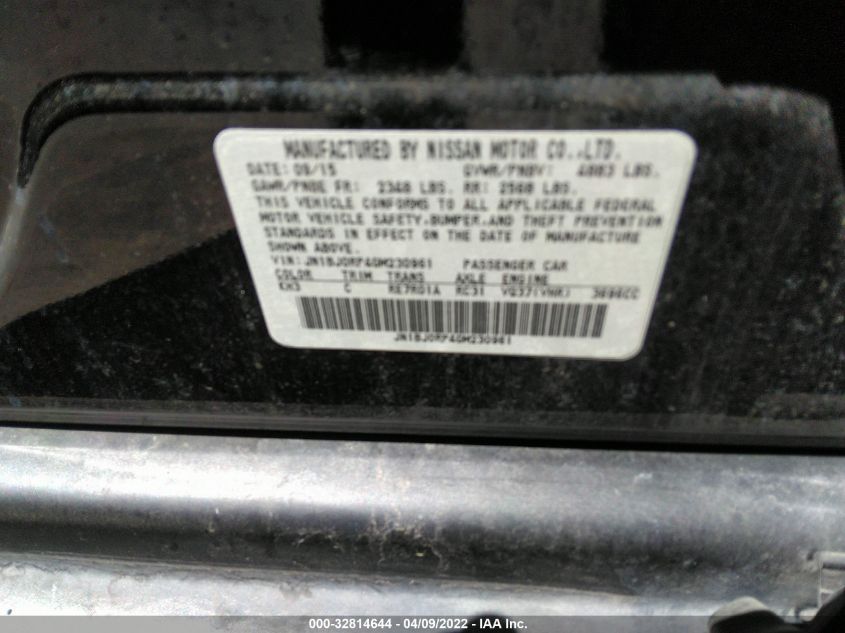 MANUFACTURED BY NISSAN MOTOR CO.,LTD.
DATE: 09/15 GVWR/PNBV: 4883 LBS.
GAWR/PNBE FR: 2348 LBS. RR: 2568 LBS.
THIS VEHICLE CONFORMS TO ALL APPLICABLE FEDERAL
MOTOR VEHICLE SAFETY,BUMPER,AND THEFT PREVENTION
STANDARDS IN EFFECT ON THE DATE OF MANUFACTURE
SHOWN ABOVE.
VIN:JN1BJ0RP4GM230961 PASSENGER CAR
COLOR TRIM TRANS AXLE ENGINE
KH3 C RE7R01A RC31 VQ37(VHR) 3696CC
JN1BJ0RP4GM230961
000-32814644 - 04/09/2022 - IAA Inc.